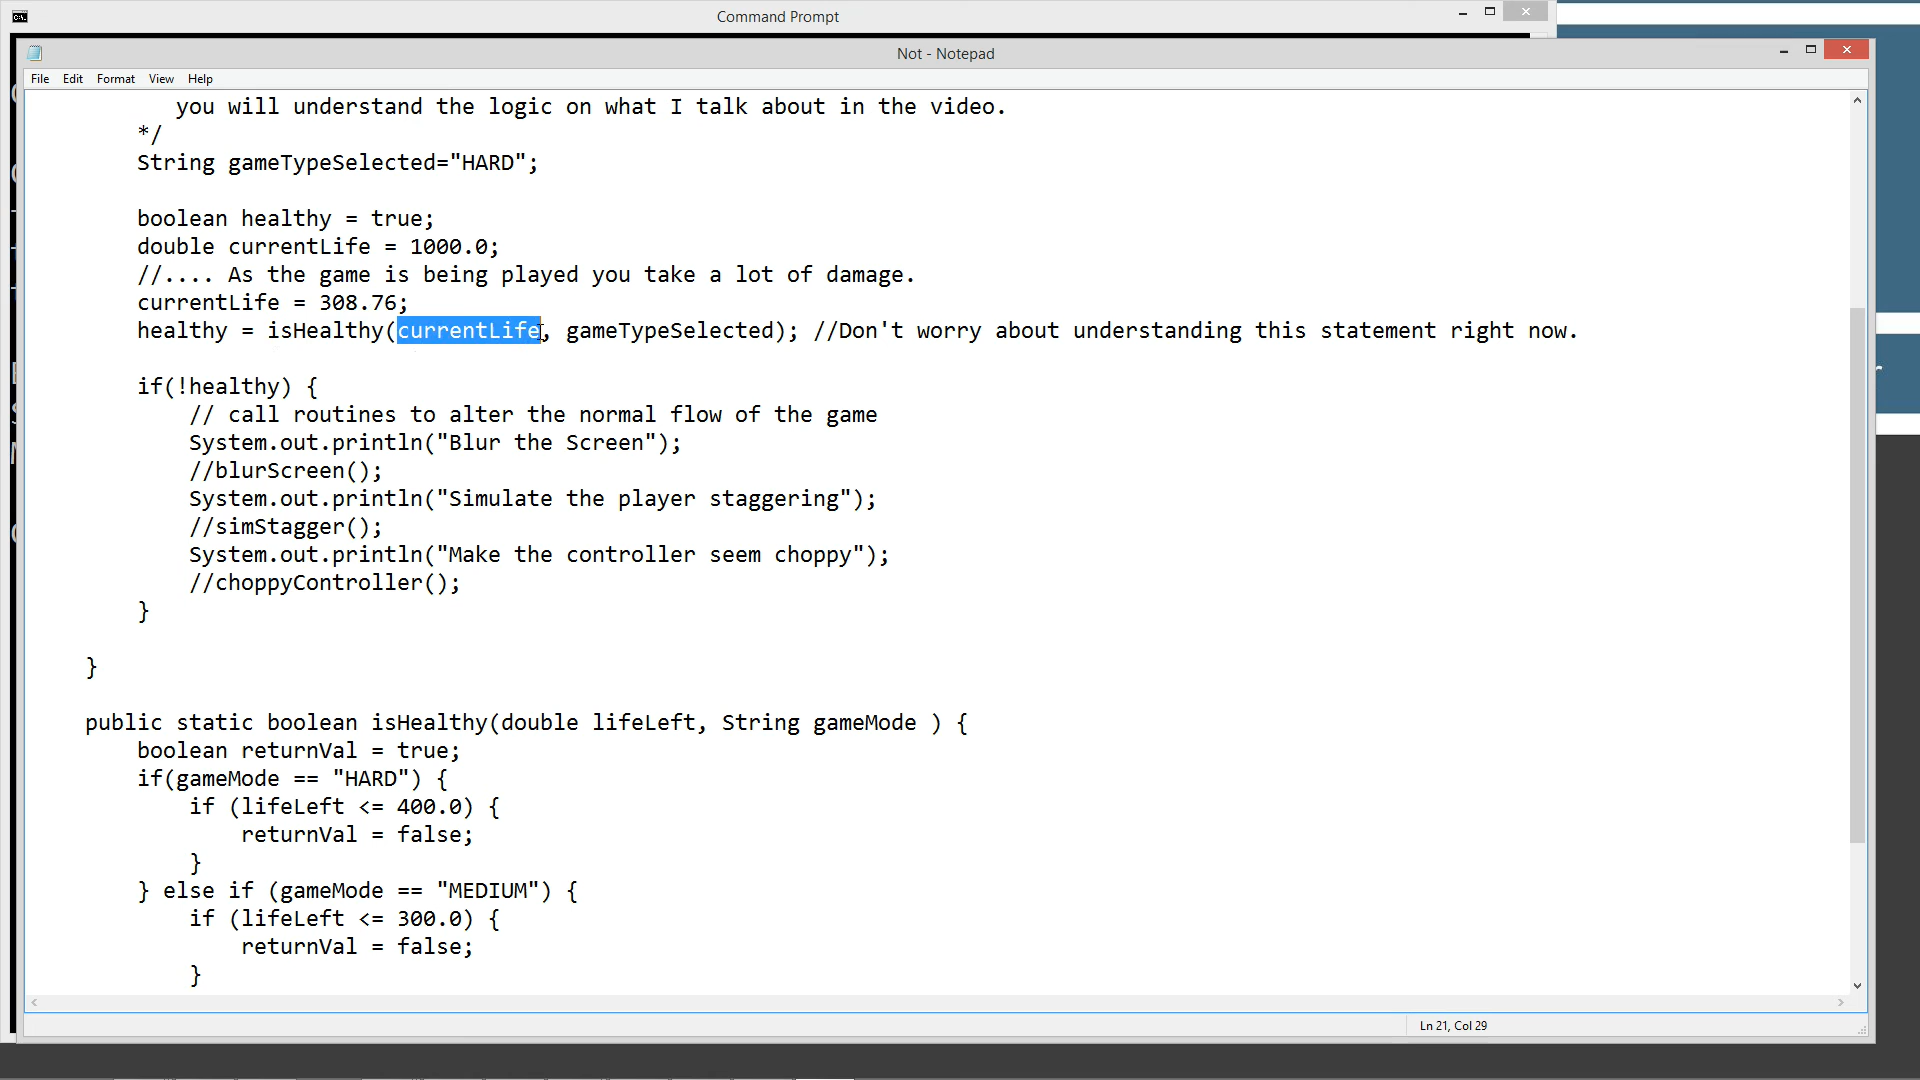 Command Prompt
Not - Notepad
File Edit Format View Help
you will understand the logic on what I talk about in the video.
*/
String gameTypeSelected="HARD";
boolean healthy = true;
double currentLife = 1000.0;
//.... As the game is being played you take a lot of damage.
currentLife = 308.76;
healthy = isHealthy(currentLife, gameTypeSelected); //Don't worry about understanding this statement right now.
if(!healthy) {
// call routines to alter the normal flow of the game
System.out.println("Blur the Screen");
//blurScreen();
System.out.println("Simulate the player staggering");
//simStagger();
System.out.println("Make the controller seem choppy");
//choppyController();
}
}
public static boolean isHealthy(double lifeLeft, String gameMode ) {
boolean returnVal = true;
if(gameMode == "HARD") {
if (lifeLeft <= 400.0) {
returnVal = false;
}
} else if (gameMode == "MEDIUM") {
if (lifeLeft <= 300.0) {
returnVal = false;
}
Ln 21, Col 29